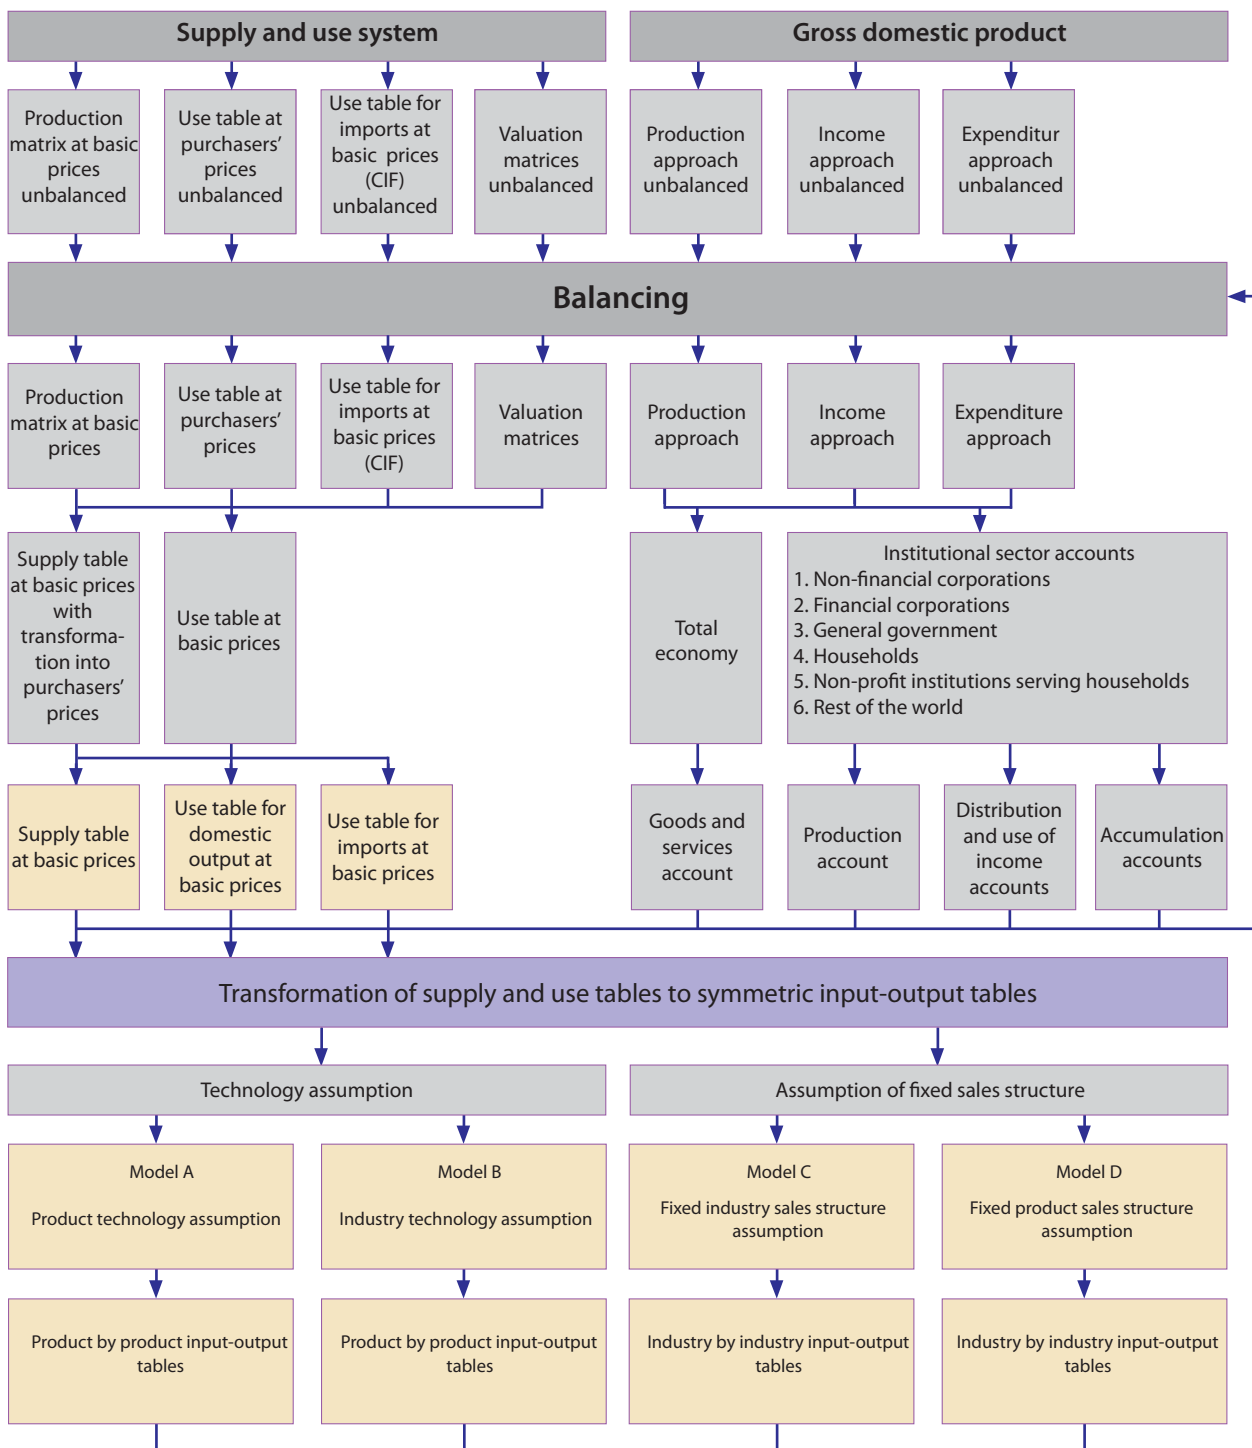 Supply and use system
Gross domestic product
Production
matrix at basic
prices
unbalanced
Use table at
purchasers’
prices
unbalanced
Use table for
imports at
basic prices
(CIF)
unbalanced
Valuation
matrices
unbalanced
Production
approach
unbalanced
Income
approach
unbalanced
Expenditur
approach
unbalanced
Balancing
Production
matrix at basic
prices
Use table at
purchasers’
prices
Use table for
imports at
basic prices
(CIF)
Valuation
matrices
Production
approach
Income
approach
Expenditure
approach
Supply table
at basic prices
with
transforma-
tion into
purchasers’
prices
Use table at
basic prices
Total
economy
Institutional sector accounts
1. Non-financial corporations
2. Financial corporations
3. General government
4. Households
5. Non-profit institutions serving households
6. Rest of the world
Supply table
at basic prices
Use table for
domestic
output at
basic prices
Use table for
imports at
basic prices
Goods and
services
account
Production
account
Distribution
and use of
income
accounts
Accumulation
accounts
Transformation of supply and use tables to symmetric input-output tables
Technology assumption
Assumption of fixed sales structure
Model A
Product technology assumption
Model B
Industry technology assumption
Model C
Fixed industry sales structure
assumption
Model D
Fixed product sales structure
assumption
Product by product input-output
tables
Product by product input-output
tables
Industry by industry input-output
tables
Industry by industry input-output
tables